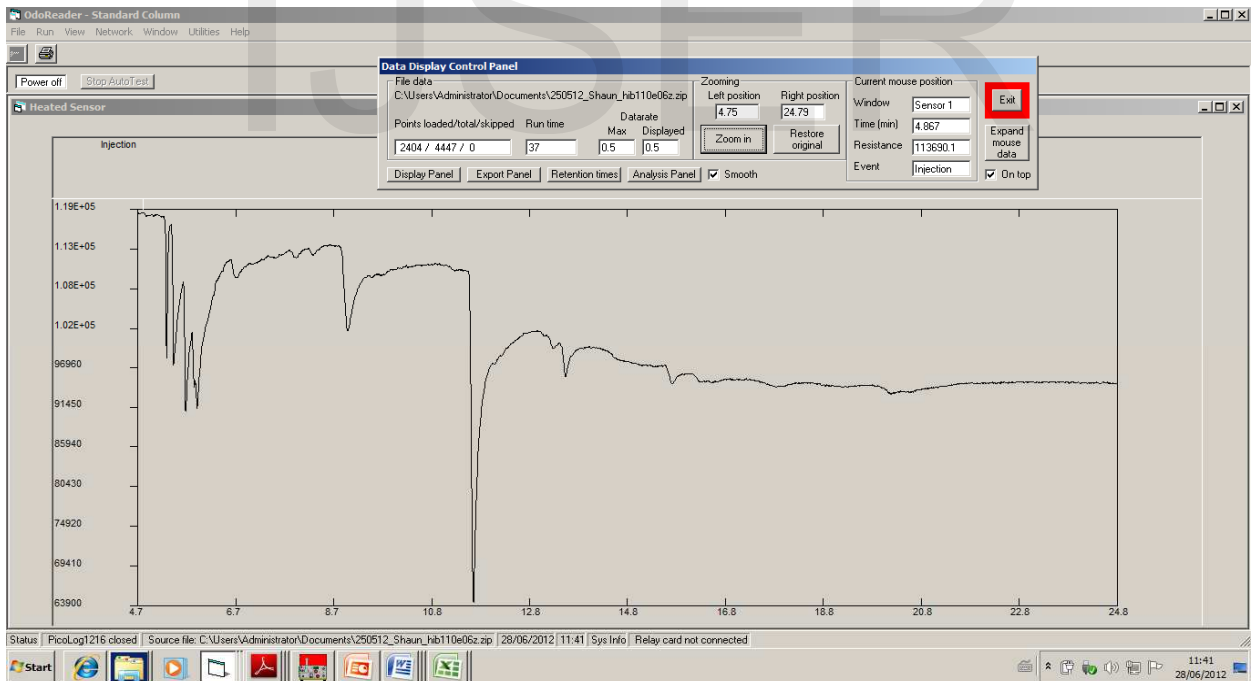 IJSER
OdoReader - Standard Column
File Run View Network Window Utilities Help
Power off Stop AutoTest
Heated Sensor
Data Display Control Panel
File data
C:\Users\Administrator\Documents\250512_Shaun_hib110e06z.zip
Points loaded/total/skipped Run time Datarate
Max Displayed
2404 / 4447 / 0 37 0.5 0.5
Zooming
Left position Right position
4.75 24.79
Zoom in Restore original
Current mouse position
Window Sensor 1
Time (min) 4.867
Resistance 113690.1
Event Injection
Exit
Expand
mouse
data
On top
Display Panel Export Panel Retention times Analysis Panel Smooth
Injection
1.19E+05
1.13E+05
1.08E+05
1.02E+05
96960
91450
85940
80430
74920
69410
63900
4.7 6.7 8.7 10.8 12.8 14.8 16.8 18.8 20.8 22.8 24.8
Status PicoLog1216 closed Source file: C:\Users\Administrator\Documents\250512_Shaun_hib110e06z.zip 28/06/2012 11:41 Sys Info Relay card not connected
Start
11:41
28/06/2012